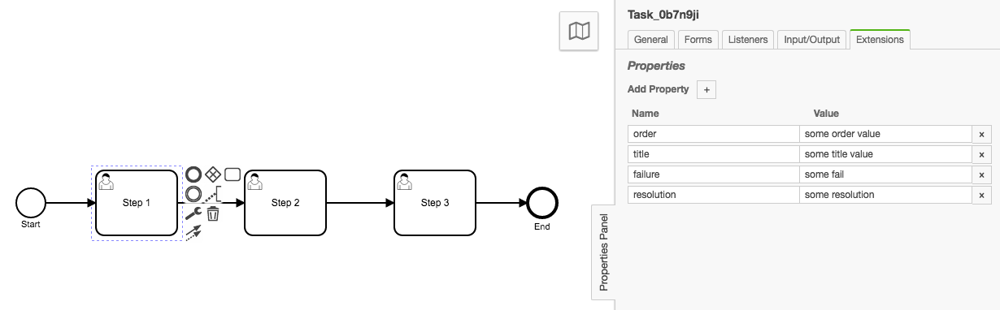 Start
Step 1
Step 2
Step 3
End
Properties Panel
Task_0b7n9ji
General Forms Listeners Input/Output Extensions
Properties
Add Property +
Name Value
order some order value ×
title some title value ×
failure some fail ×
resolution some resolution ×